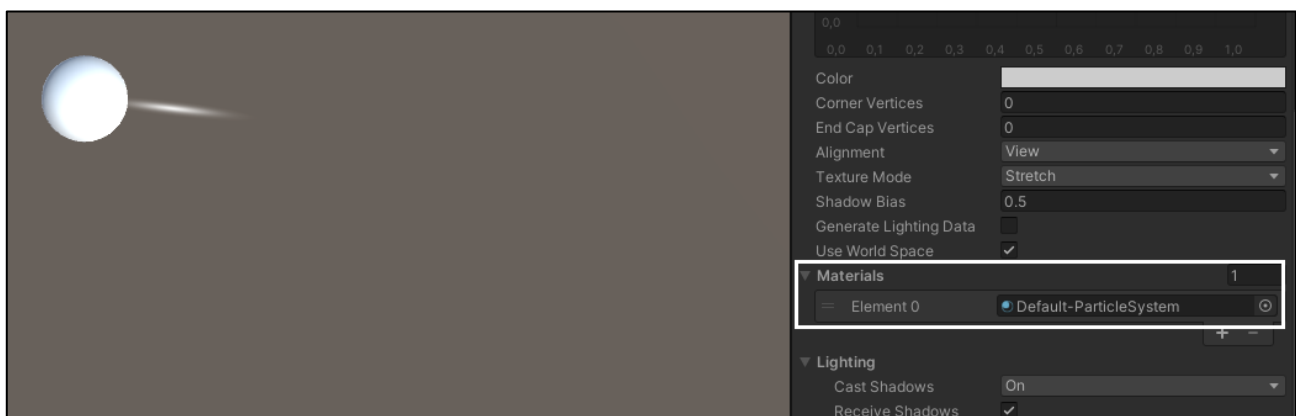 0,0
0,0 0,1 0,2 0,3 0,4 0,5 0,6 0,7 0,8 0,9 1,0
Color
Corner Vertices 0
End Cap Vertices 0
Alignment View
Texture Mode Stretch
Shadow Bias 0.5
Generate Lighting Data
Use World Space
Materials 1
Element 0 Default-ParticleSystem
Lighting
Cast Shadows On
Receive Shadows